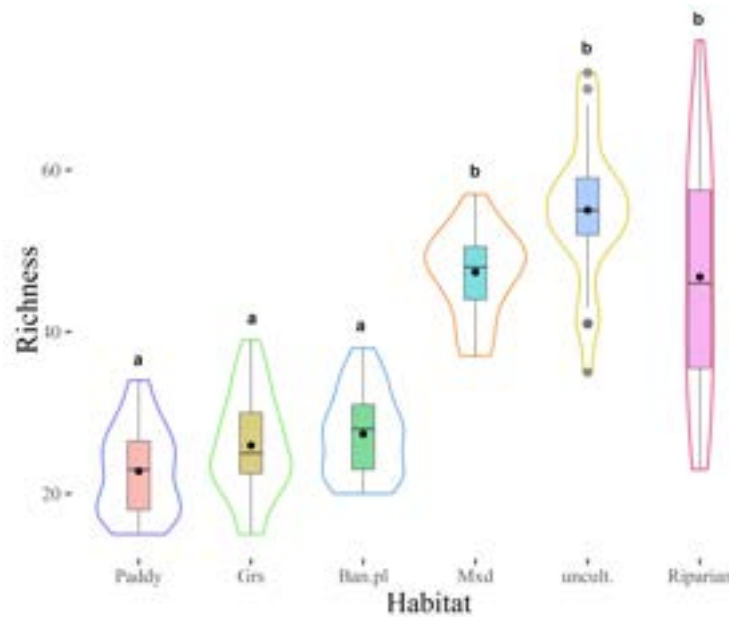 b
b
b
60
a
a
a
40
20
Richness
Paddy Grs Ban.pl Mxd uncult. Riparian
Habitat